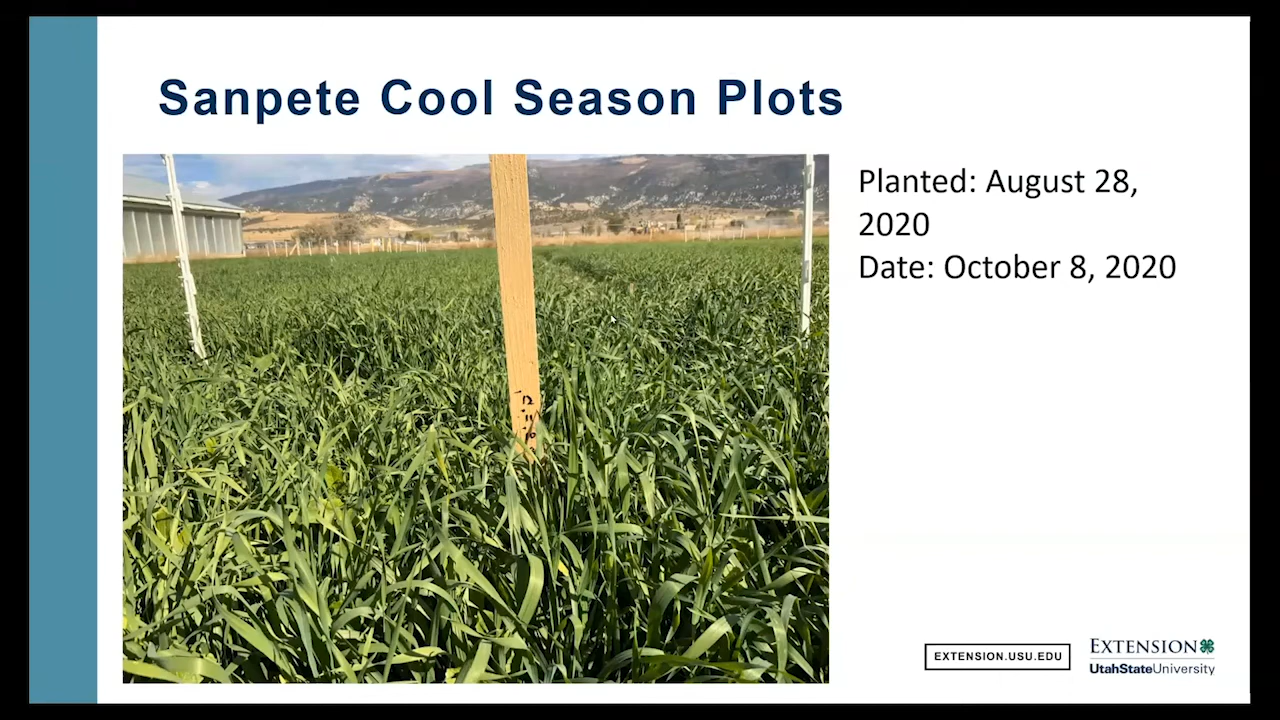 Sanpete Cool Season Plots
Planted: August 28,
2020
Date: October 8, 2020
EXTENSION.USU.EDU
EXTENSION
UtahStateUniversity